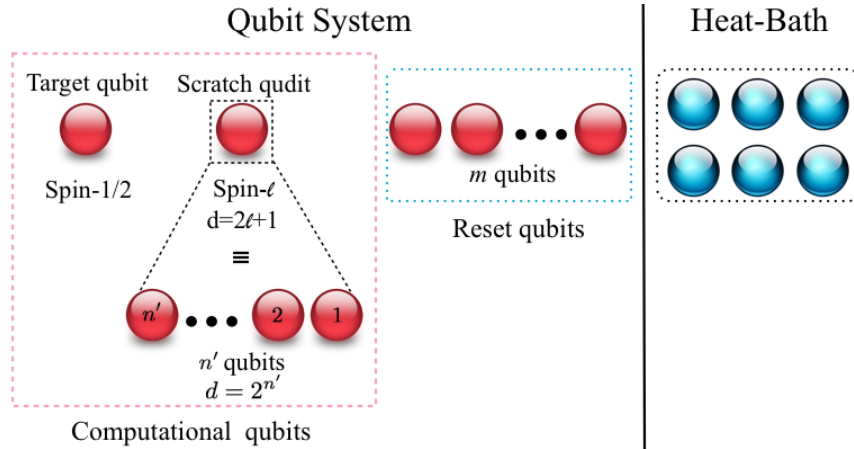 Qubit System
Heat-Bath
Target qubit
Scratch qudit
Spin-1/2
Spin-ℓ
d=2ℓ+1
≡
m qubits
Reset qubits
n′ 2 1
n′ qubits
d = 2^{n′}
Computational qubits